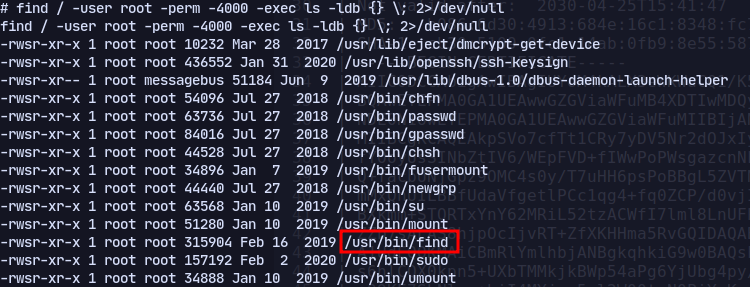 # find / -user root -perm -4000 -exec ls -ldb {} \; 2>/dev/null
find / -user root -perm -4000 -exec ls -ldb {} \; 2>/dev/null
-rwsr-xr-x 1 root root 10232 Mar 28  2017 /usr/lib/eject/dmcrypt-get-device
-rwsr-xr-x 1 root root 436552 Jan 31  2020 /usr/lib/openssh/ssh-keysign
-rwsr-xr-- 1 root messagebus 51184 Jun  9  2019 /usr/lib/dbus-1.0/dbus-daemon-launch-helper
-rwsr-xr-x 1 root root 54096 Jul 27  2018 /usr/bin/chfn
-rwsr-xr-x 1 root root 63736 Jul 27  2018 /usr/bin/passwd
-rwsr-xr-x 1 root root 84016 Jul 27  2018 /usr/bin/gpasswd
-rwsr-xr-x 1 root root 44528 Jul 27  2018 /usr/bin/chsh
-rwsr-xr-x 1 root root 34896 Jan  7  2019 /usr/bin/fusermount
-rwsr-xr-x 1 root root 44440 Jul 27  2018 /usr/bin/newgrp
-rwsr-xr-x 1 root root 63568 Jan 10  2019 /usr/bin/su
-rwsr-xr-x 1 root root 51280 Jan 10  2019 /usr/bin/mount
-rwsr-xr-x 1 root root 315904 Feb 16  2019 /usr/bin/find
-rwsr-xr-x 1 root root 157192 Feb  2  2020 /usr/bin/sudo
-rwsr-xr-x 1 root root 34888 Jan 10  2019 /usr/bin/umount